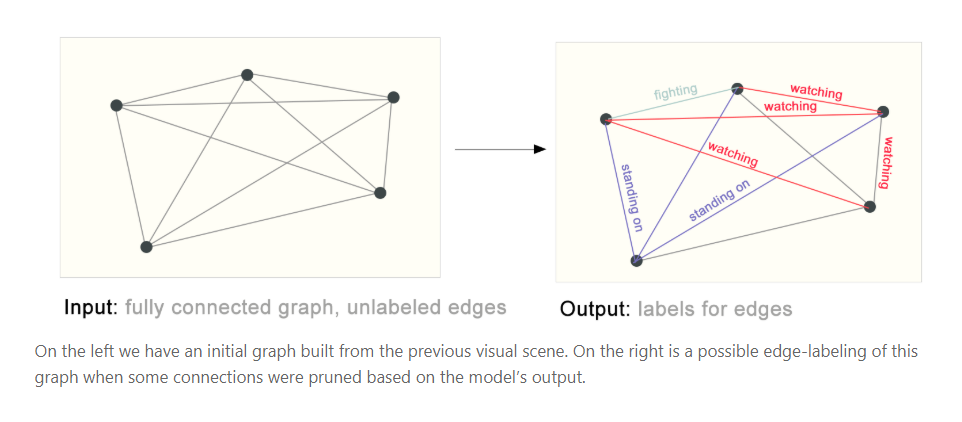 fighting
watching
watching
watching
watching
standing on
standing on
Input: fully connected graph, unlabeled edges
Output: labels for edges
On the left we have an initial graph built from the previous visual scene. On the right is a possible edge-labeling of this
graph when some connections were pruned based on the model’s output.